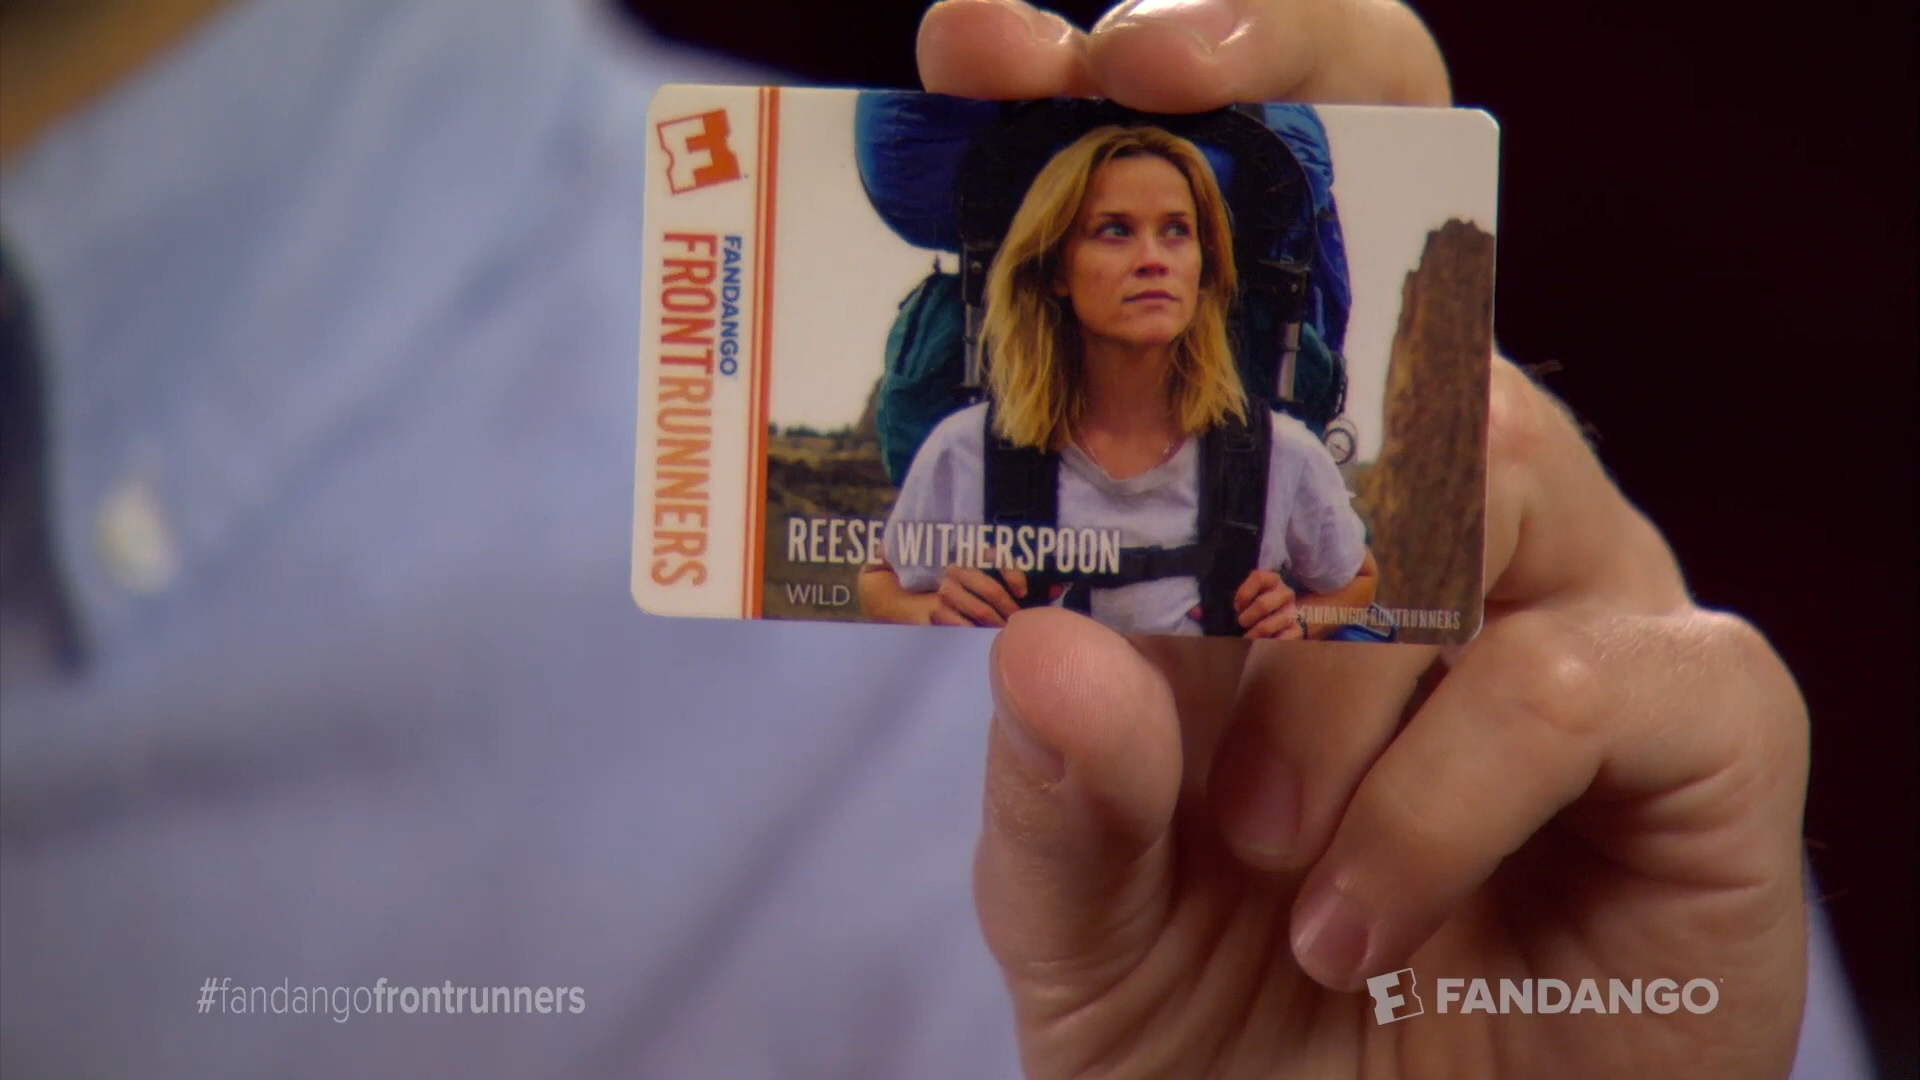 FANDANGO
FRONTRUNNERS
REESE WITHERSPOON
WILD
#FANDANGOFRONTRUNNERS
#fandangofrontrunners
FANDANGO